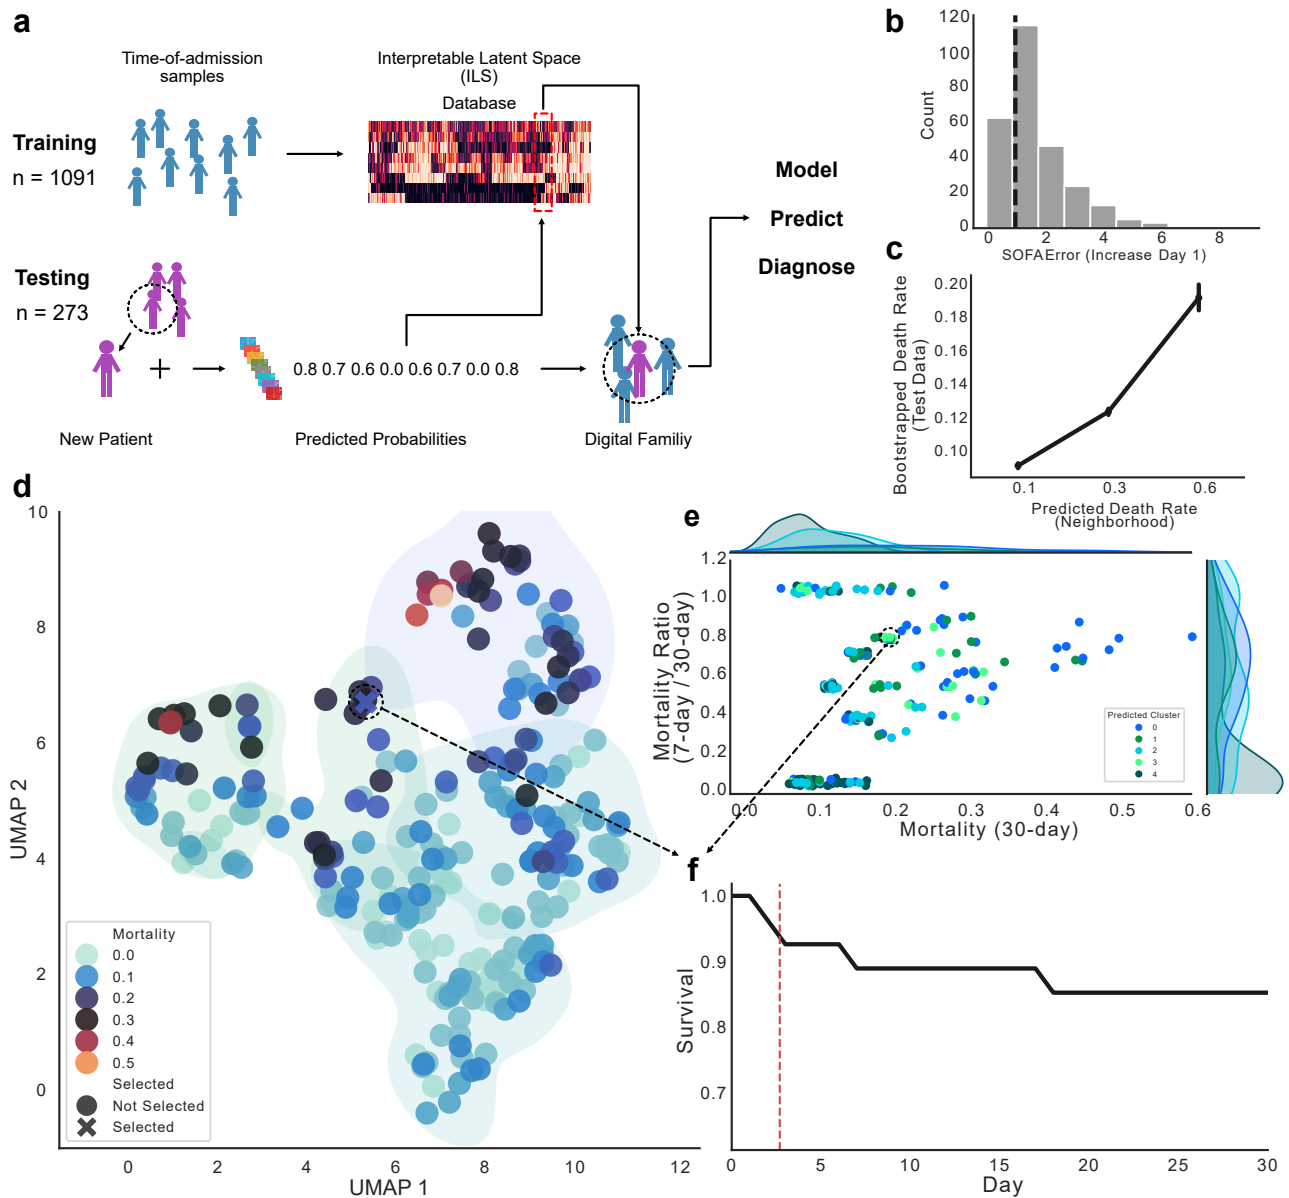 a
Time-of-admission
samples
Interpretable Latent Space
(ILS)
Database
Training
n = 1091
Model
Predict
Diagnose
Testing
n = 273
0.8 0.7 0.6 0.0 0.6 0.7 0.0 0.8
New Patient
Predicted Probabilities
Digital Familiy
b
120
100
80
60
40
20
0
Count
0 2 4 6 8
SOFA Error (Increase Day 1)
c
0.20
0.18
0.16
0.14
0.12
0.10
Bootstrapped Death Rate
(Test Data)
0.1 0.3 0.6
Predicted Death Rate
(Neighborhood)
d
10
8
6
4
2
0
UMAP 2
Mortality
0.0
0.1
0.2
0.3
0.4
0.5
Selected
Not Selected
Selected
0 2 4 6 8 10 12
UMAP 1
e
1.2
1.0
0.8
0.6
0.4
0.2
0.0
Mortality Ratio
(7-day / 30-day)
Predicted Cluster
0
1
2
3
4
0.0 0.1 0.2 0.3 0.4 0.5 0.6
Mortality (30-day)
f
1.0
0.9
0.8
0.7
Survival
0 5 10 15 20 25 30
Day